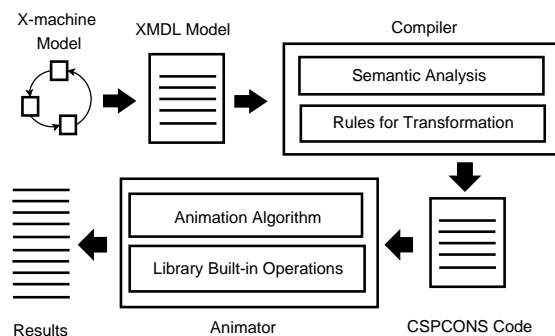 X-machine
Model
XMDL Model
Compiler
Semantic Analysis
Rules for Transformation
Animation Algorithm
Library Built-in Operations
Results
Animator
CSPCONS Code